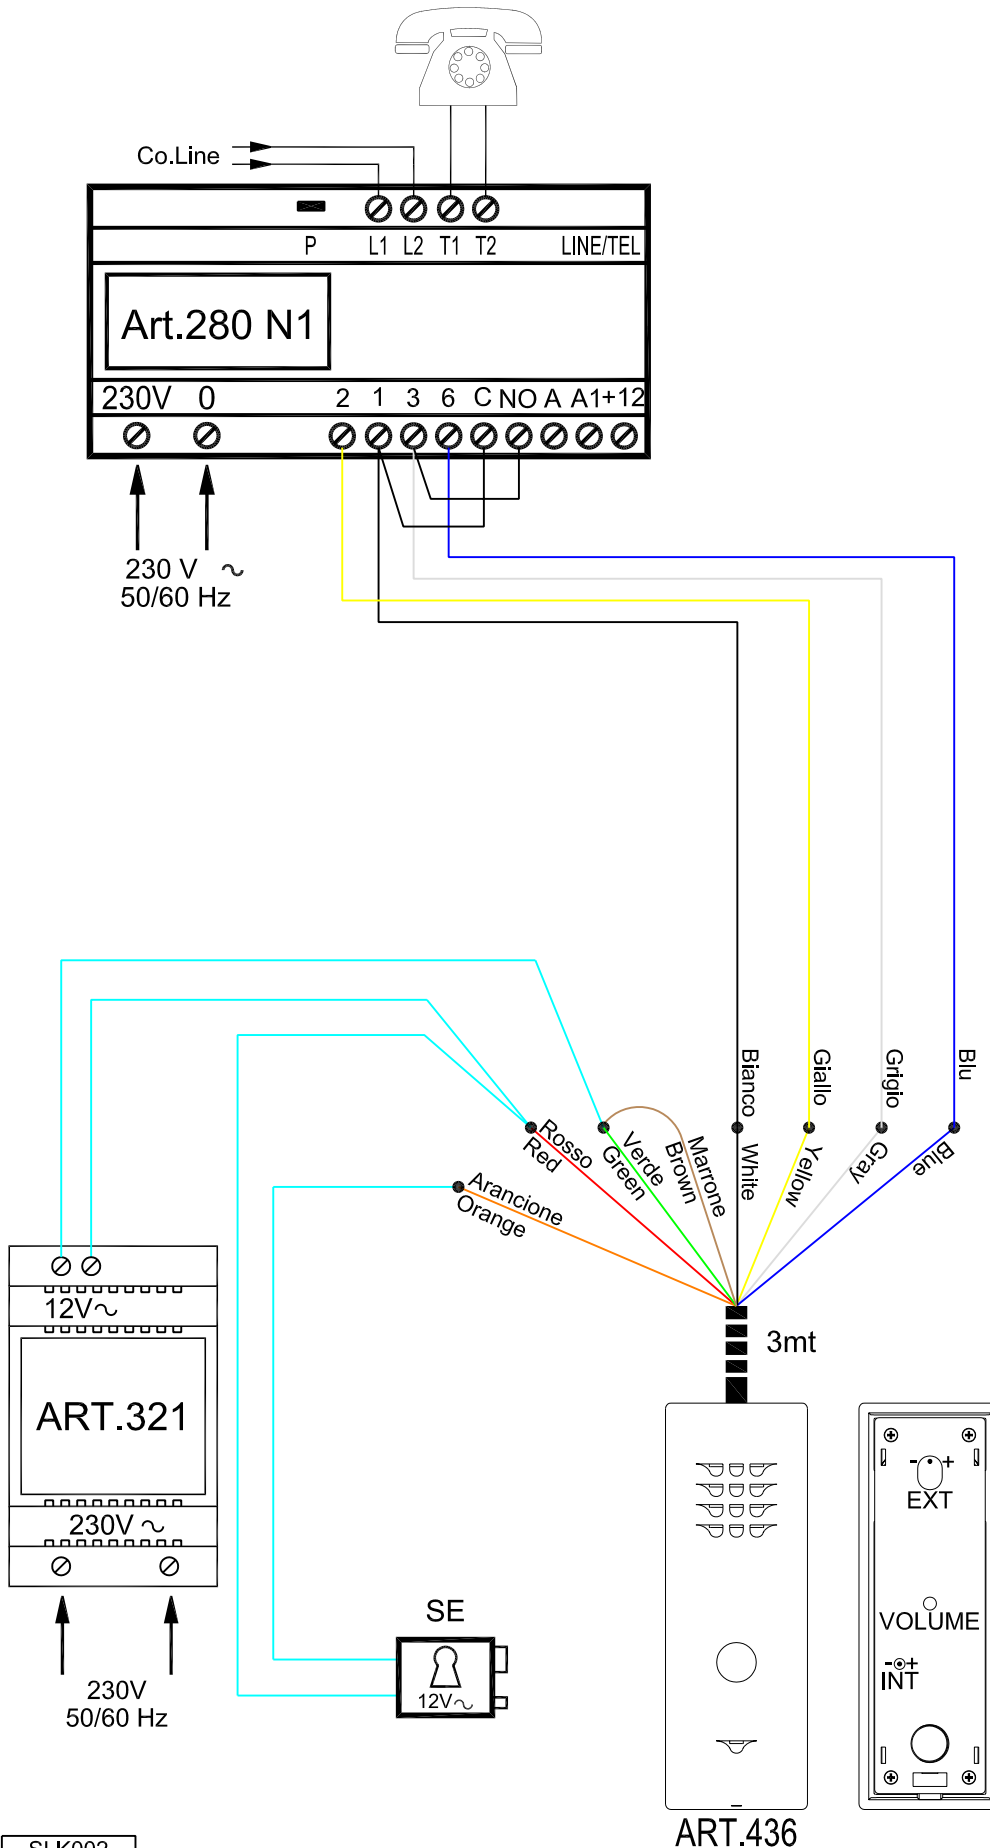 Co.Line
P L1 L2 T1 T2 LINE/TEL
Art.280 N1
230V 0 2 1 3 6 C NO A A1 +12
230 V ~
50/60 Hz
Bianco
White
Giallo
Yellow
Grigio
Gray
Blu
Blue
Rosso
Red
Verde
Green
Marrone
Brown
Arancione
Orange
3mt
12V~
ART.321
230V ~
230V
50/60 Hz
SE
12V~
- +
EXT
VOLUME
- +
INT
ART.436